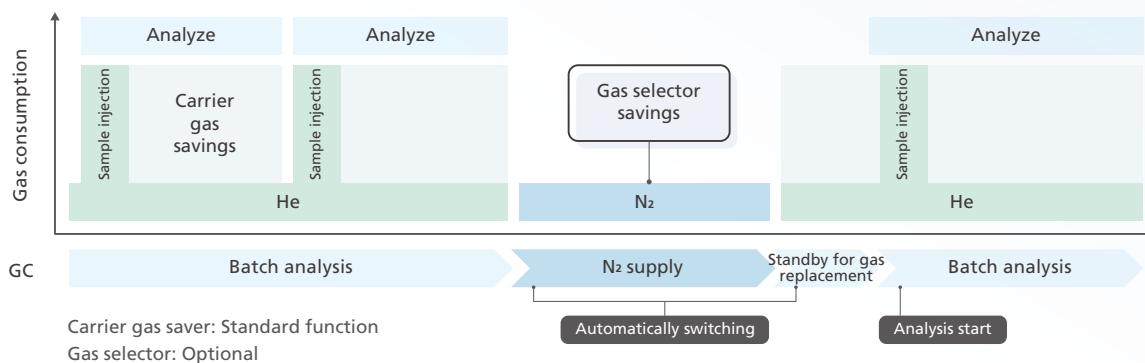 Gas consumption
Analyze
Analyze
Analyze
Sample injection
Carrier
gas
savings
Sample injection
Gas selector
savings
Sample injection
He
N₂
He
GC
Batch analysis
N₂ supply
Standby for gas
replacement
Batch analysis
Automatically switching
Analysis start
Carrier gas saver: Standard function
Gas selector: Optional